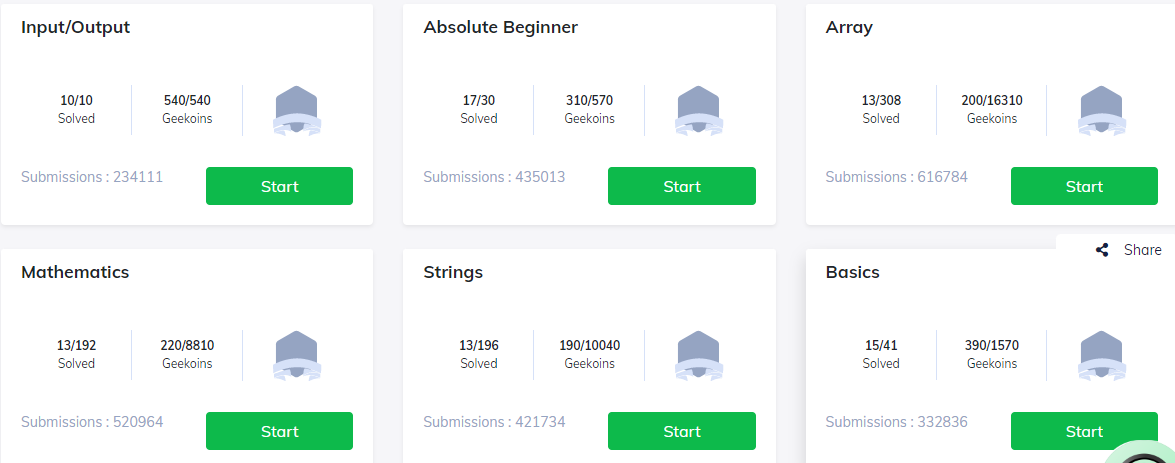 Input/Output
10/10 540/540
Solved Geekoins
Submissions : 234111 Start
Absolute Beginner
17/30 310/570
Solved Geekoins
Submissions : 435013 Start
Array
13/308 200/16310
Solved Geekoins
Submissions : 616784 Start
Share
Mathematics
13/192 220/8810
Solved Geekoins
Submissions : 520964 Start
Strings
13/196 190/10040
Solved Geekoins
Submissions : 421734 Start
Basics
15/41 390/1570
Solved Geekoins
Submissions : 332836 Start